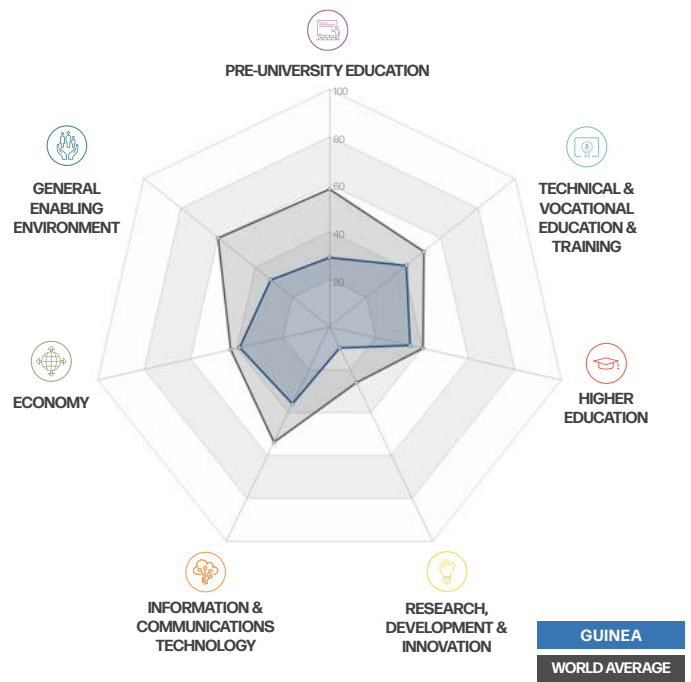 PRE-UNIVERSITY EDUCATION
100
80
60
40
20
GENERAL
ENABLING
ENVIRONMENT
TECHNICAL &
VOCATIONAL
EDUCATION &
TRAINING
ECONOMY
HIGHER
EDUCATION
INFORMATION &
COMMUNICATIONS
TECHNOLOGY
RESEARCH,
DEVELOPMENT &
INNOVATION
GUINEA
WORLD AVERAGE